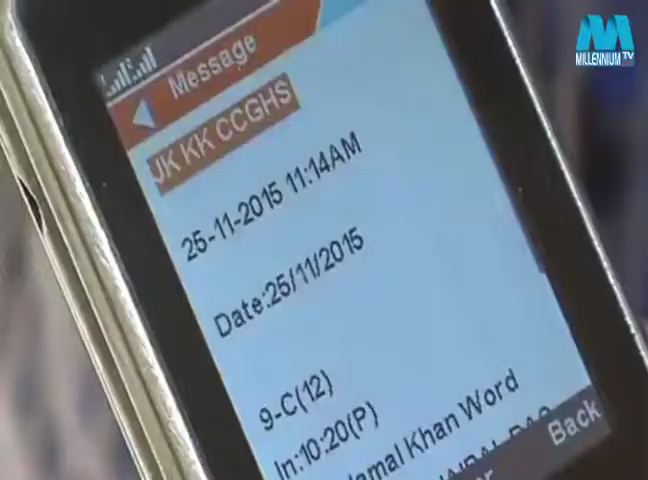 MILLENNIUM TV
Message
JK KK CCGHS
25-11-2015 11:14AM
Date:25/11/2015
9-C(12)
In:10:20(P)
Jamal Khan Word
Back